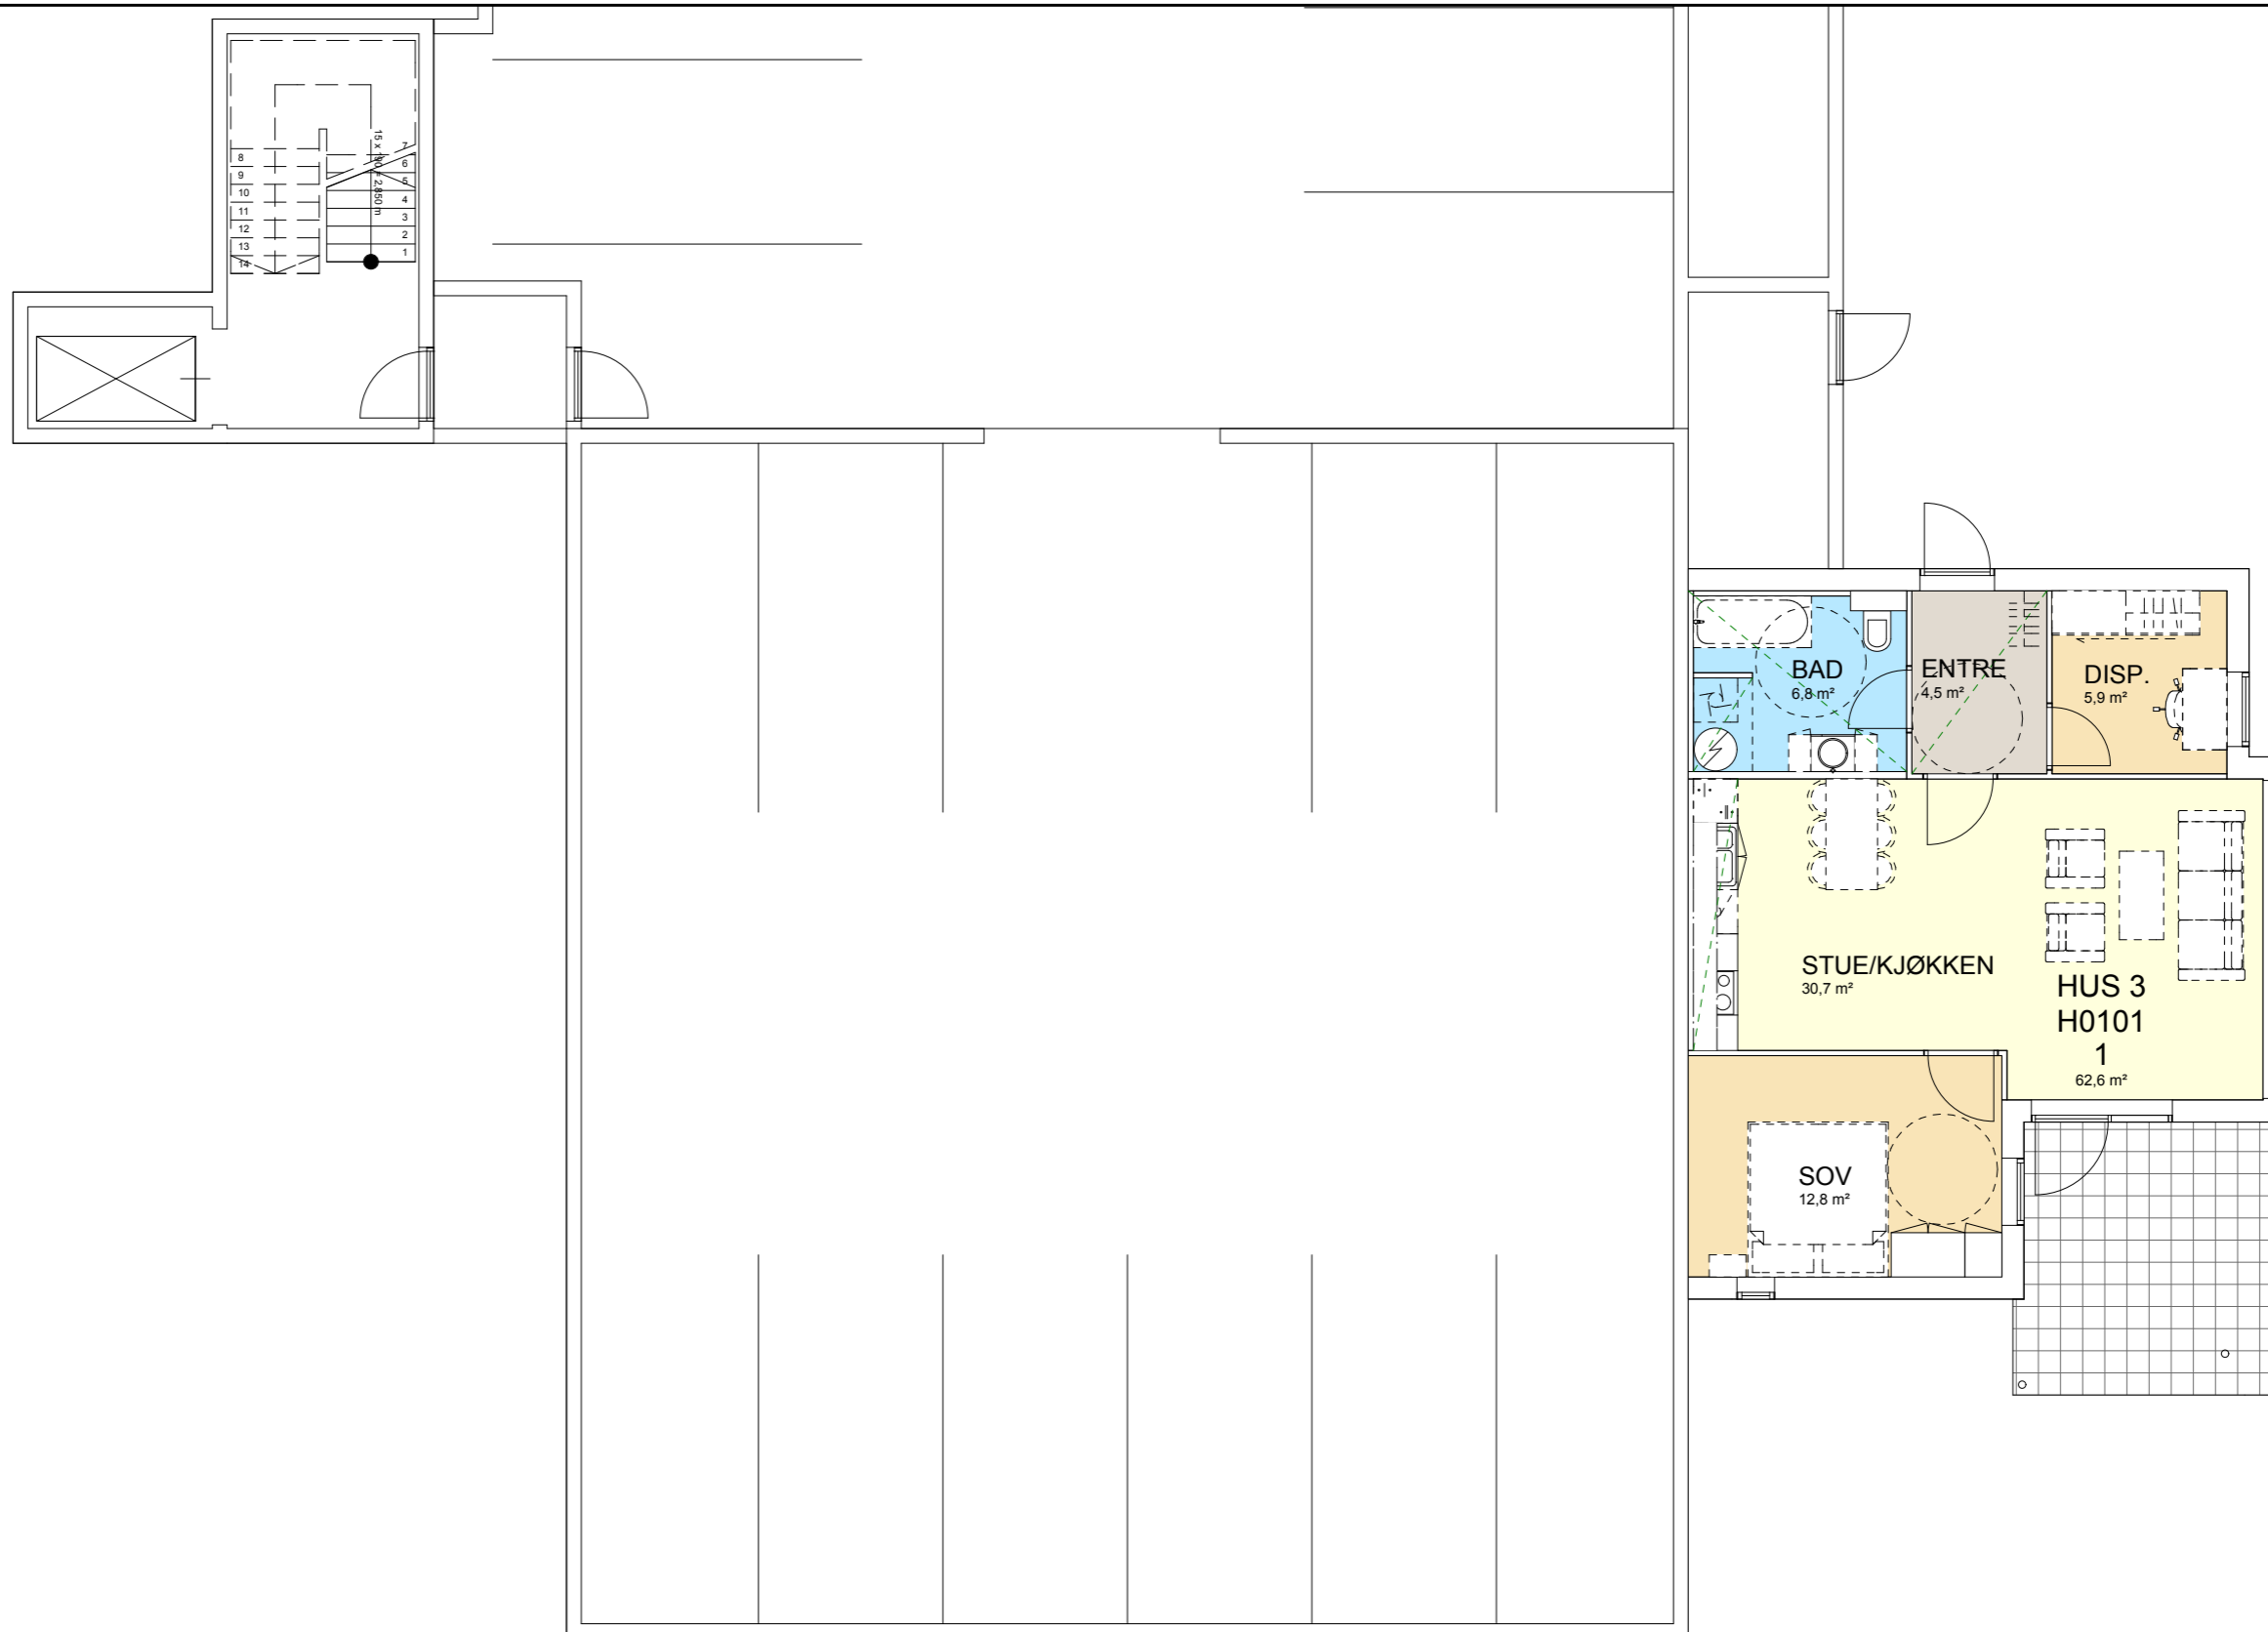 15 x 190 = 2,850 m
7
6
5
4
3
2
1
8
9
10
11
12
13
14
BAD
6,8 m²
ENTRE
4,5 m²
DISP.
5,9 m²
STUE/KJØKKEN
30,7 m²
HUS 3
H0101
1
62,6 m²
SOV
12,8 m²